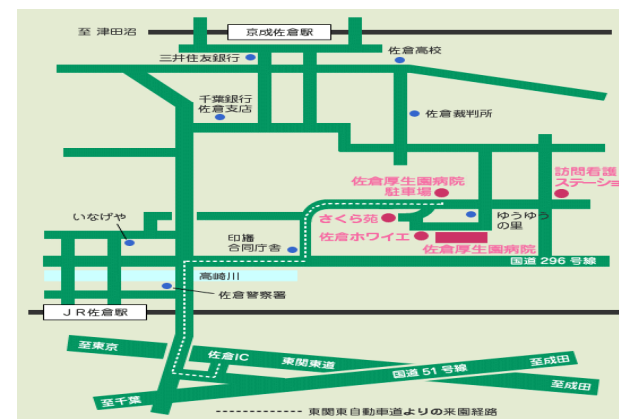 至 津田沼
京成佐倉駅
三井住友銀行
佐倉高校
千葉銀行
佐倉支店
佐倉裁判所
訪問看護
ステーショ
佐倉厚生園病院
駐車場
さくら苑
ゆうゆう
の里
いなげや
印旛
合同庁舎
佐倉ホワイエ
佐倉厚生園病院
国道 296 号線
高崎川
佐倉警察署
ＪＲ佐倉駅
至東京
佐倉IC
東関東道
国道 51 号線
至成田
至成田
至千葉
東関東自動車道よりの来園経路